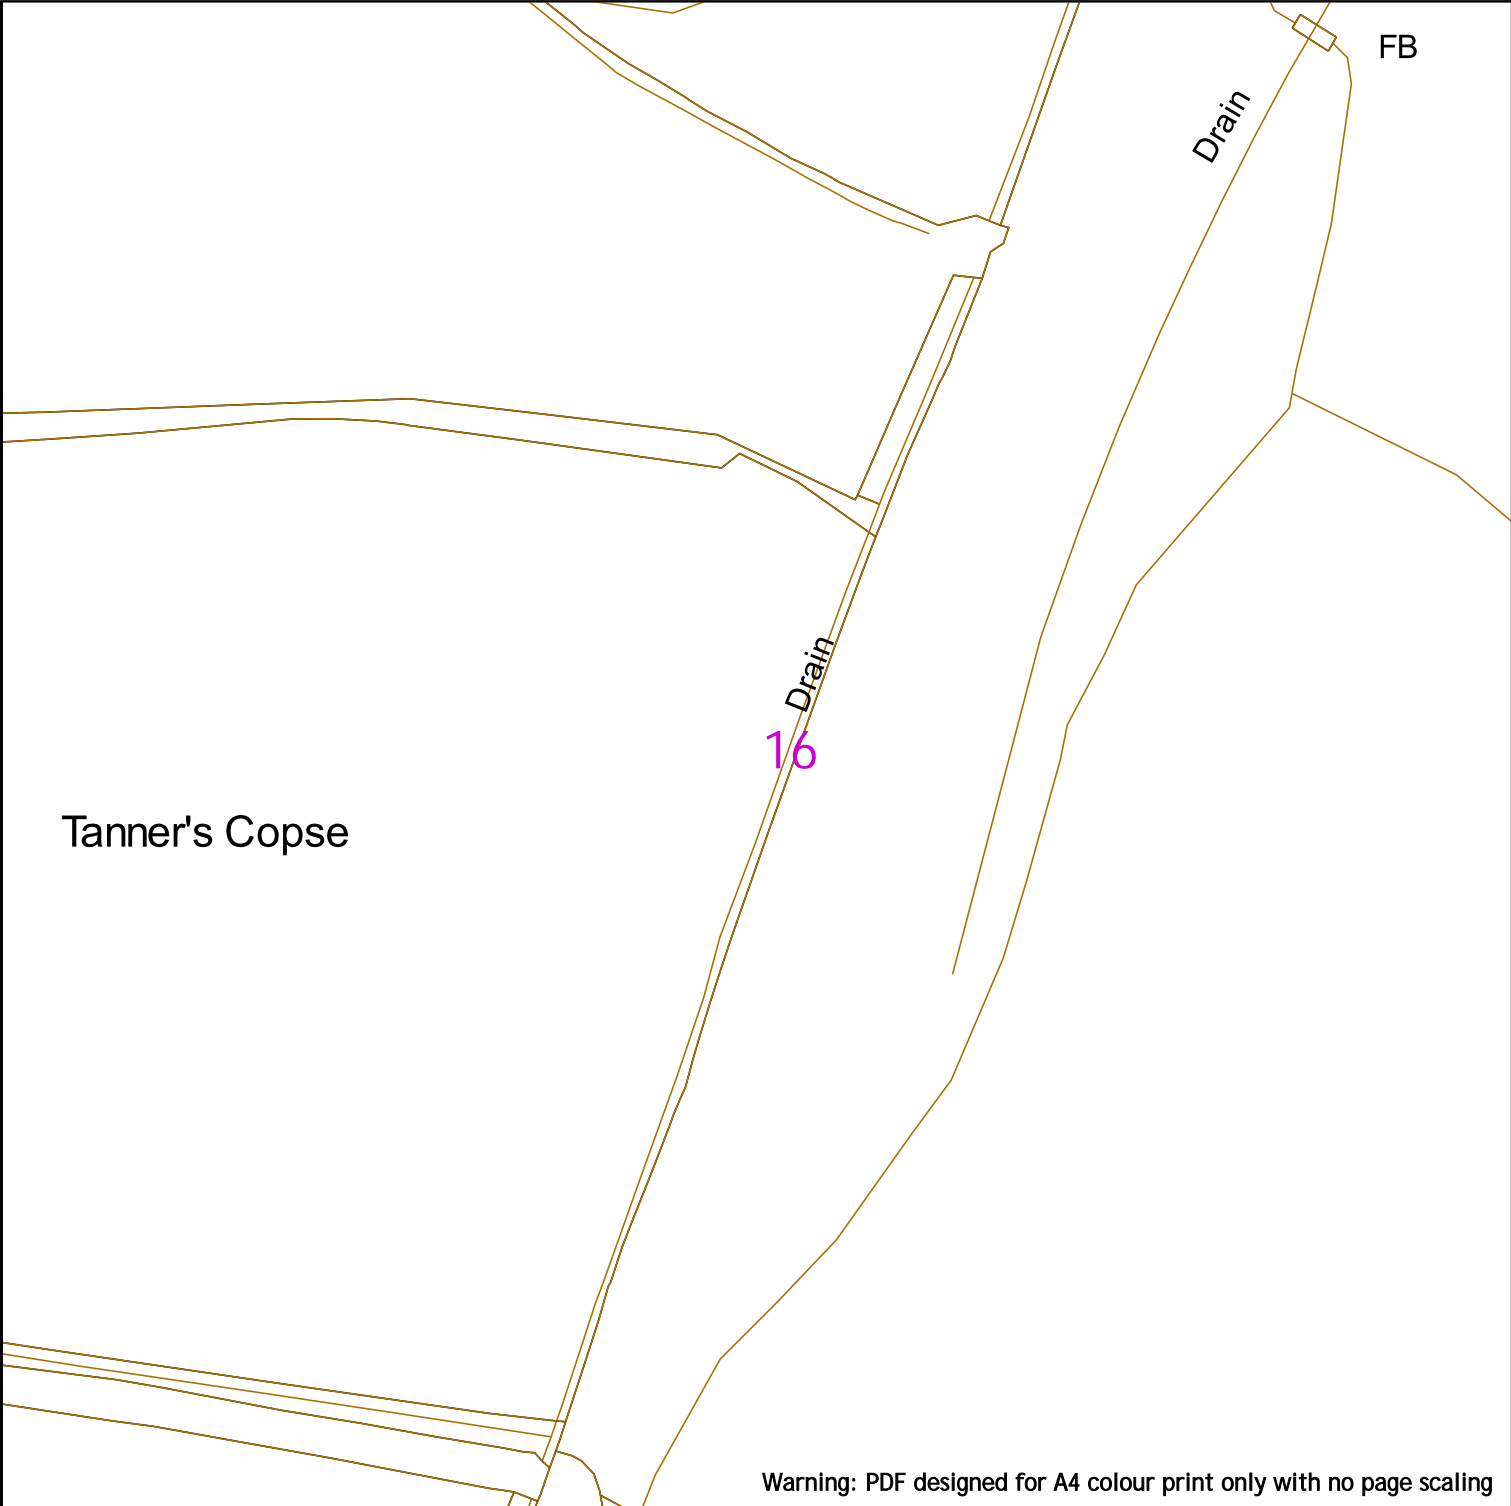 FB
Drain
Drain
16
Tanner's Copse
Warning: PDF designed for A4 colour print only with no page scaling